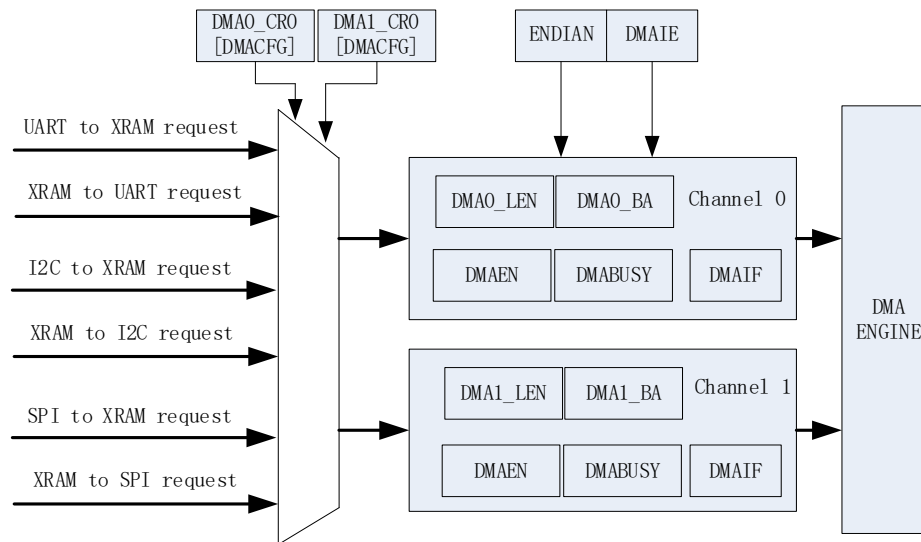 DMA0_CR0
[DMACFG]
DMA1_CR0
[DMACFG]
ENDIAN
DMAIE
UART to XRAM request
XRAM to UART request
I2C to XRAM request
XRAM to I2C request
SPI to XRAM request
XRAM to SPI request
DMA0_LEN
DMA0_BA
Channel 0
DMAEN
DMABUSY
DMAIF
DMA1_LEN
DMA1_BA
Channel 1
DMAEN
DMABUSY
DMAIF
DMA
ENGINE